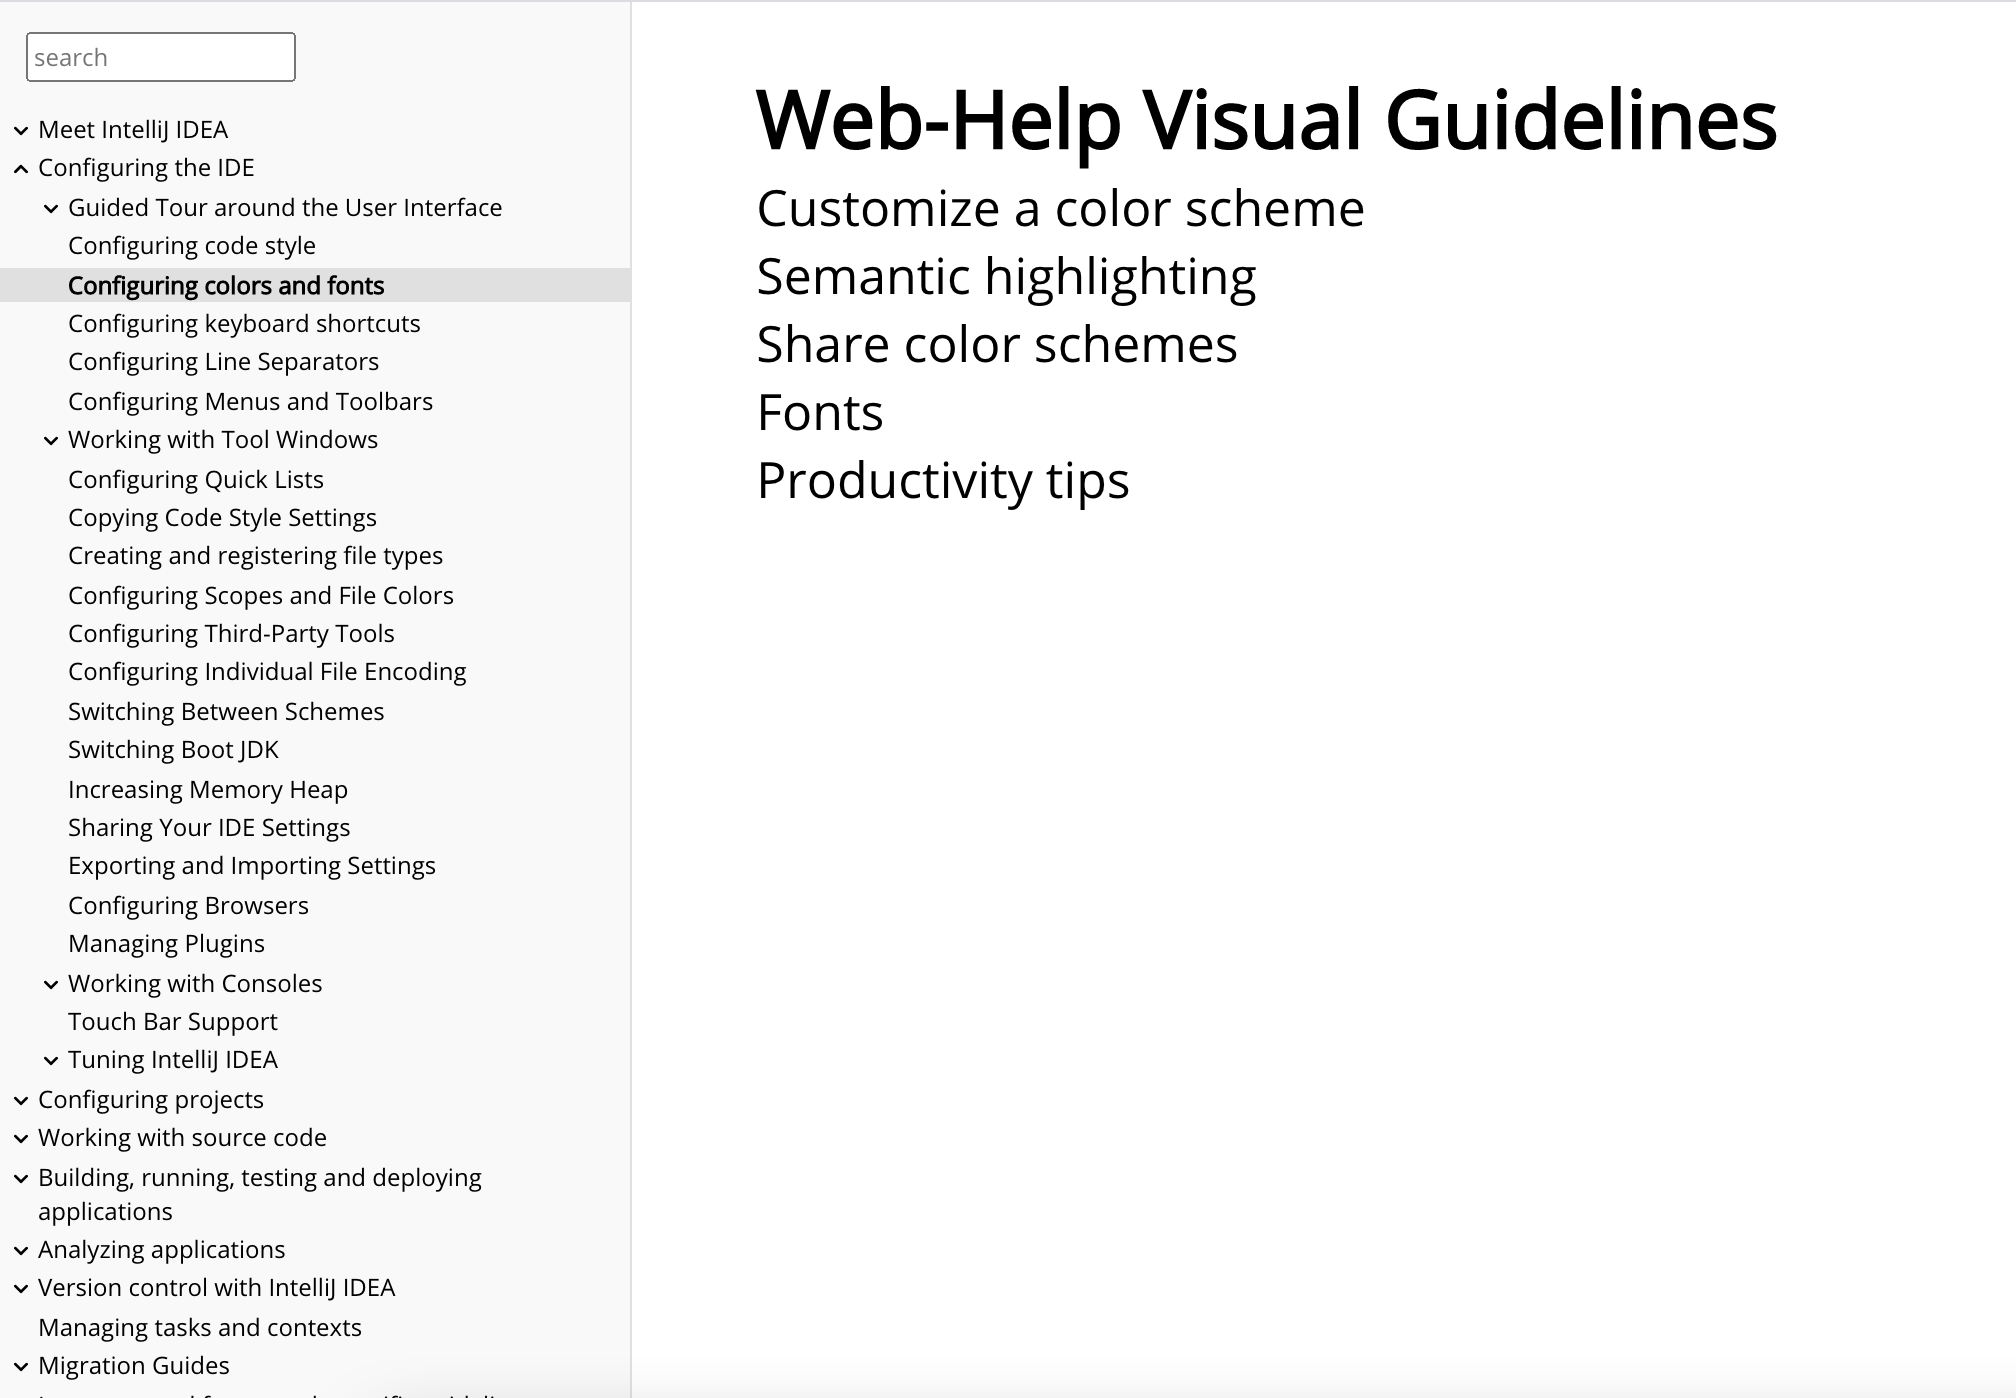 search
Meet IntelliJ IDEA
Configuring the IDE
Guided Tour around the User Interface
Configuring code style
Configuring colors and fonts
Configuring keyboard shortcuts
Configuring Line Separators
Configuring Menus and Toolbars
Working with Tool Windows
Configuring Quick Lists
Copying Code Style Settings
Creating and registering file types
Configuring Scopes and File Colors
Configuring Third-Party Tools
Configuring Individual File Encoding
Switching Between Schemes
Switching Boot JDK
Increasing Memory Heap
Sharing Your IDE Settings
Exporting and Importing Settings
Configuring Browsers
Managing Plugins
Working with Consoles
Touch Bar Support
Tuning IntelliJ IDEA
Configuring projects
Working with source code
Building, running, testing and deploying
applications
Analyzing applications
Version control with IntelliJ IDEA
Managing tasks and contexts
Migration Guides
Web-Help Visual Guidelines
Customize a color scheme
Semantic highlighting
Share color schemes
Fonts
Productivity tips